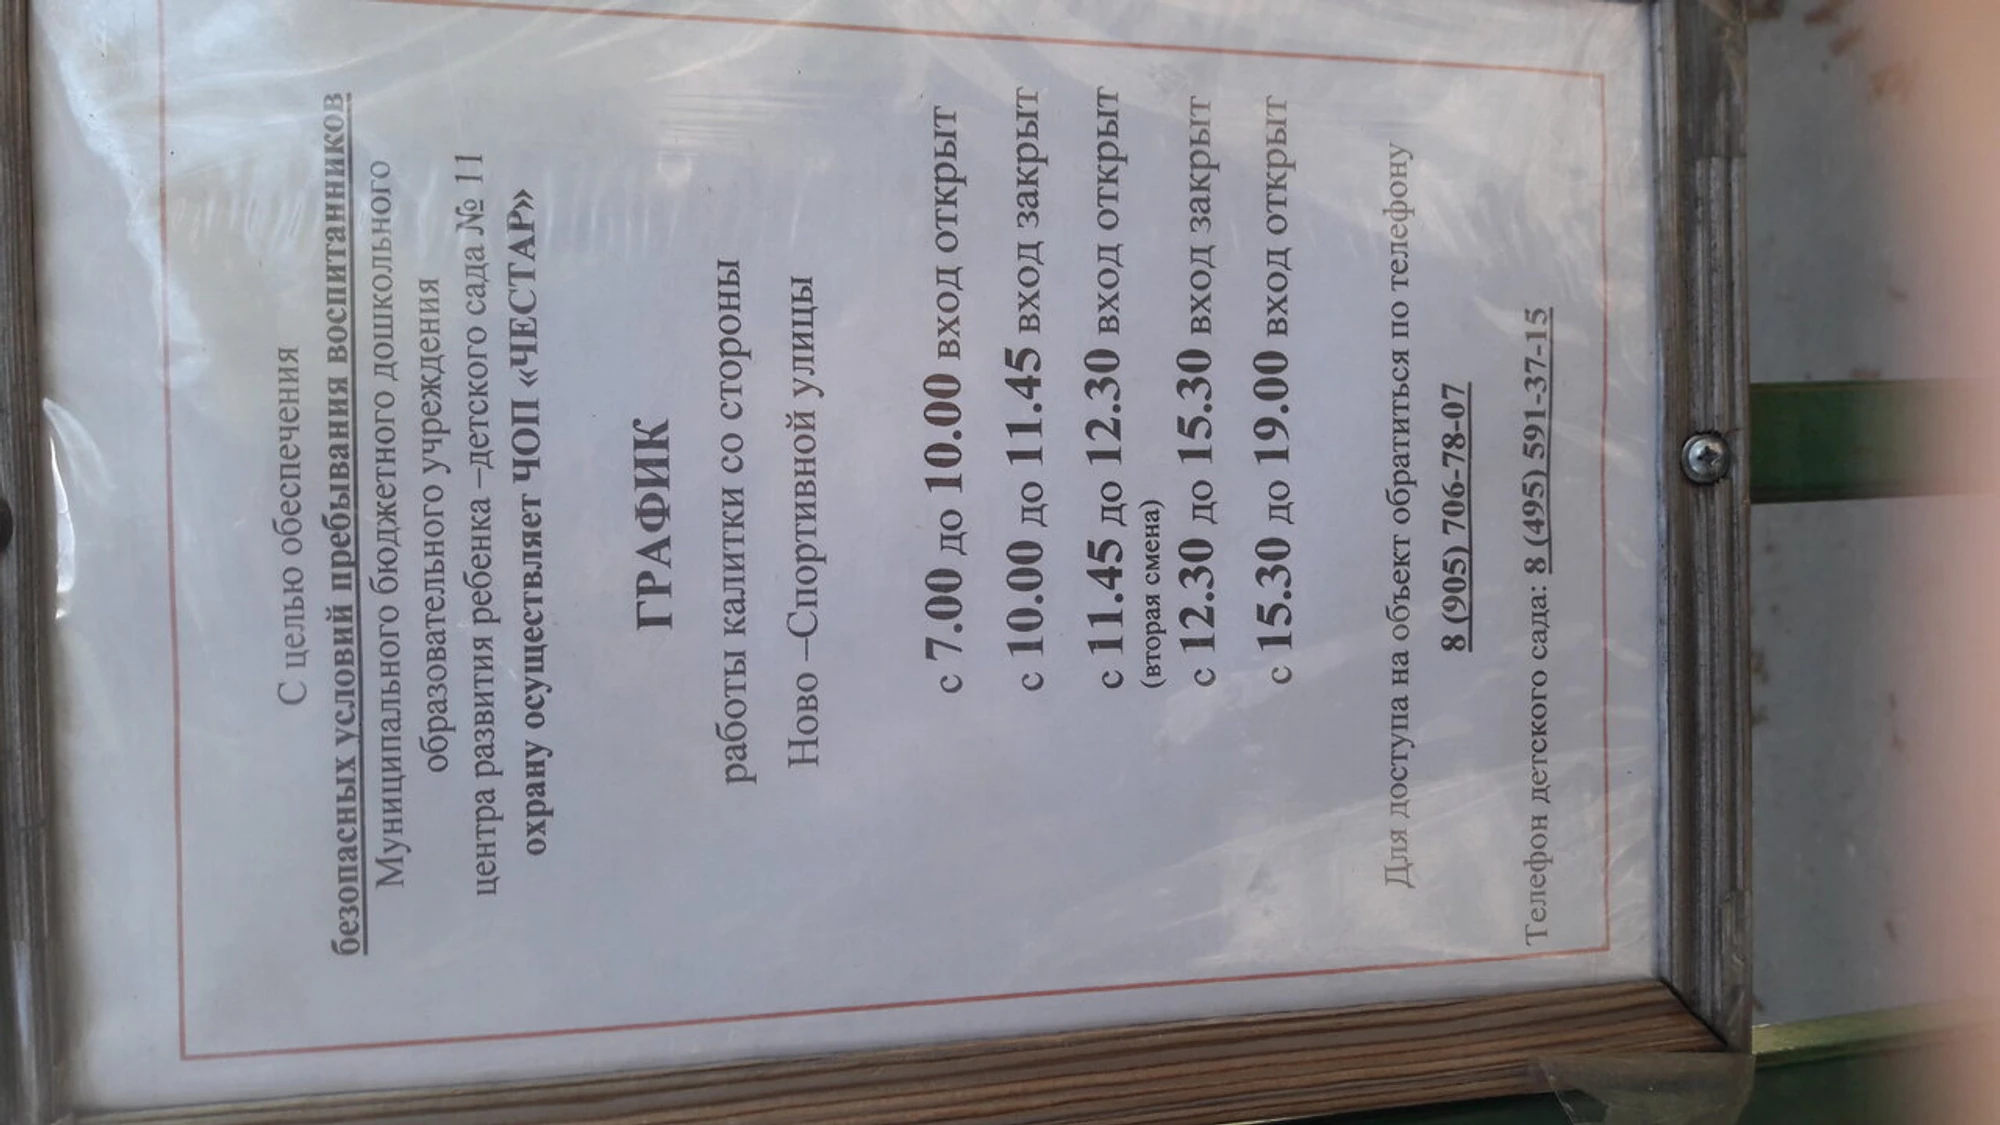 С целью обеспечения
безопасных условий пребывания воспитанников
Муниципального бюджетного дошкольного
образовательного учреждения
центра развития ребенка –детского сада № 11
охрану осуществляет ЧОП «ЧЕСТАР»
ГРАФИК
работы калитки со стороны
Ново –Спортивной улицы
с 7.00 до 10.00 вход открыт
с 10.00 до 11.45 вход закрыт
с 11.45 до 12.30 вход открыт
(вторая смена)
с 12.30 до 15.30 вход закрыт
с 15.30 до 19.00 вход открыт
Для доступа на объект обратиться по телефону
8 (905) 706-78-07
Телефон детского сада: 8 (495) 591-37-15